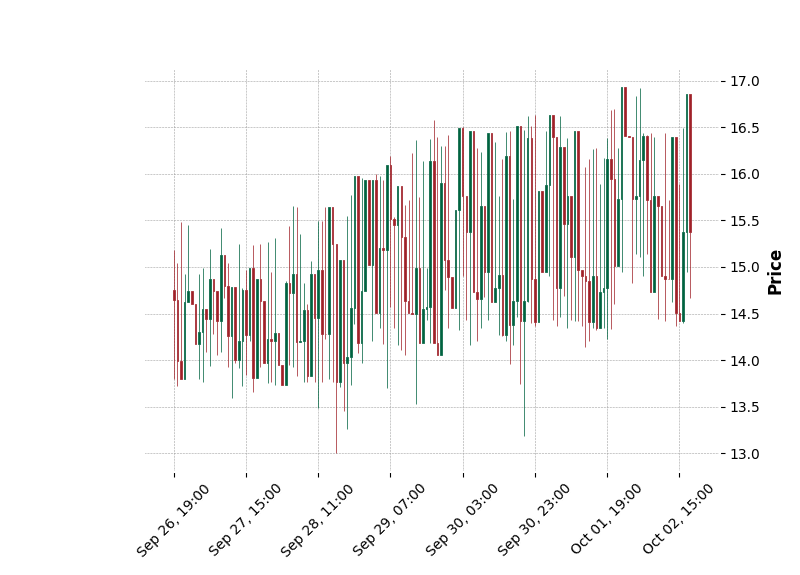 17.0
16.5
16.0
15.5
15.0
14.5
14.0
13.5
13.0
Price
Sep 26, 19:00
Sep 27, 15:00
Sep 28, 11:00
Sep 29, 07:00
Sep 30, 03:00
Sep 30, 23:00
Oct 01, 19:00
Oct 02, 15:00